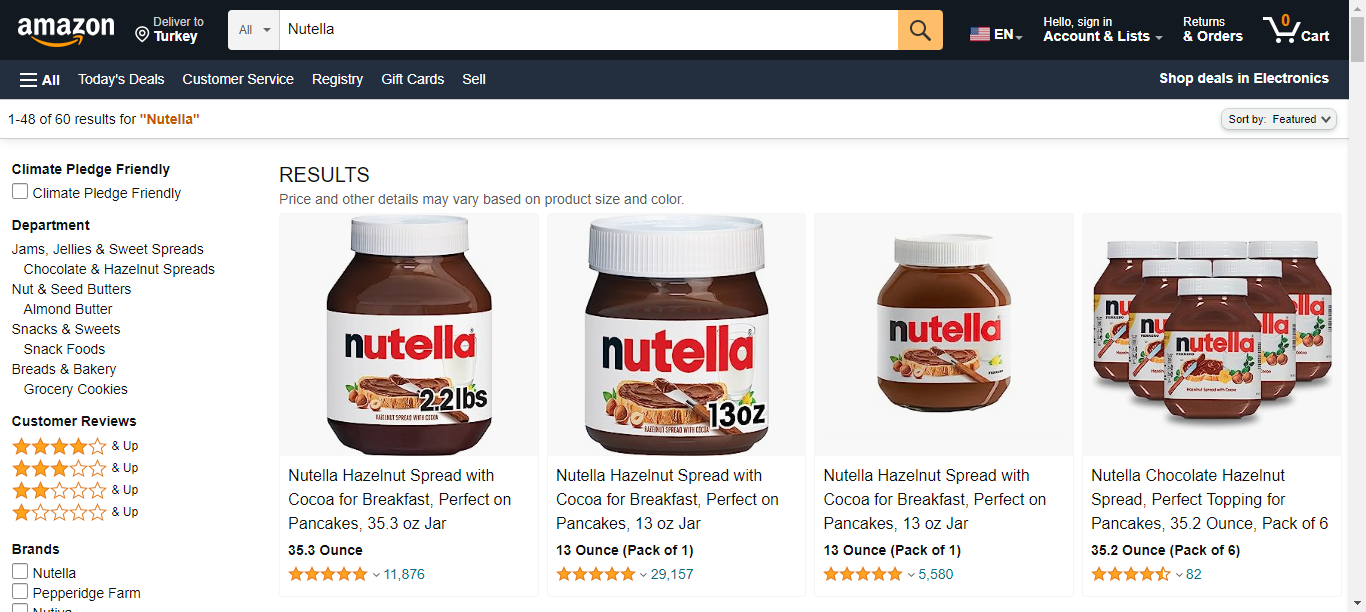 amazon
Deliver to
Turkey
All
Nutella
EN
Hello, sign in
Account & Lists
Returns
& Orders
0
Cart
All
Today's Deals
Customer Service
Registry
Gift Cards
Sell
Shop deals in Electronics
1-48 of 60 results for "Nutella"
Sort by: Featured
Climate Pledge Friendly
Climate Pledge Friendly
Department
Jams, Jellies & Sweet Spreads
Chocolate & Hazelnut Spreads
Nut & Seed Butters
Almond Butter
Snacks & Sweets
Snack Foods
Breads & Bakery
Grocery Cookies
Customer Reviews
& Up
& Up
& Up
& Up
Brands
Nutella
Pepperidge Farm
RESULTS
Price and other details may vary based on product size and color.
nutella
2.2lbs
HAZELNUT SPREAD WITH COCOA
Nutella Hazelnut Spread with
Cocoa for Breakfast, Perfect on
Pancakes, 35.3 oz Jar
35.3 Ounce
11,876
nutella
13oz
HAZELNUT SPREAD WITH COCOA
Nutella Hazelnut Spread with
Cocoa for Breakfast, Perfect on
Pancakes, 13 oz Jar
13 Ounce (Pack of 1)
29,157
nutella
Nutella Hazelnut Spread with
Cocoa for Breakfast, Perfect on
Pancakes, 13 oz Jar
13 Ounce (Pack of 1)
5,580
nutella
Hazelnut Spread with Cocoa
Nutella Chocolate Hazelnut
Spread, Perfect Topping for
Pancakes, 35.2 Ounce, Pack of 6
35.2 Ounce (Pack of 6)
82